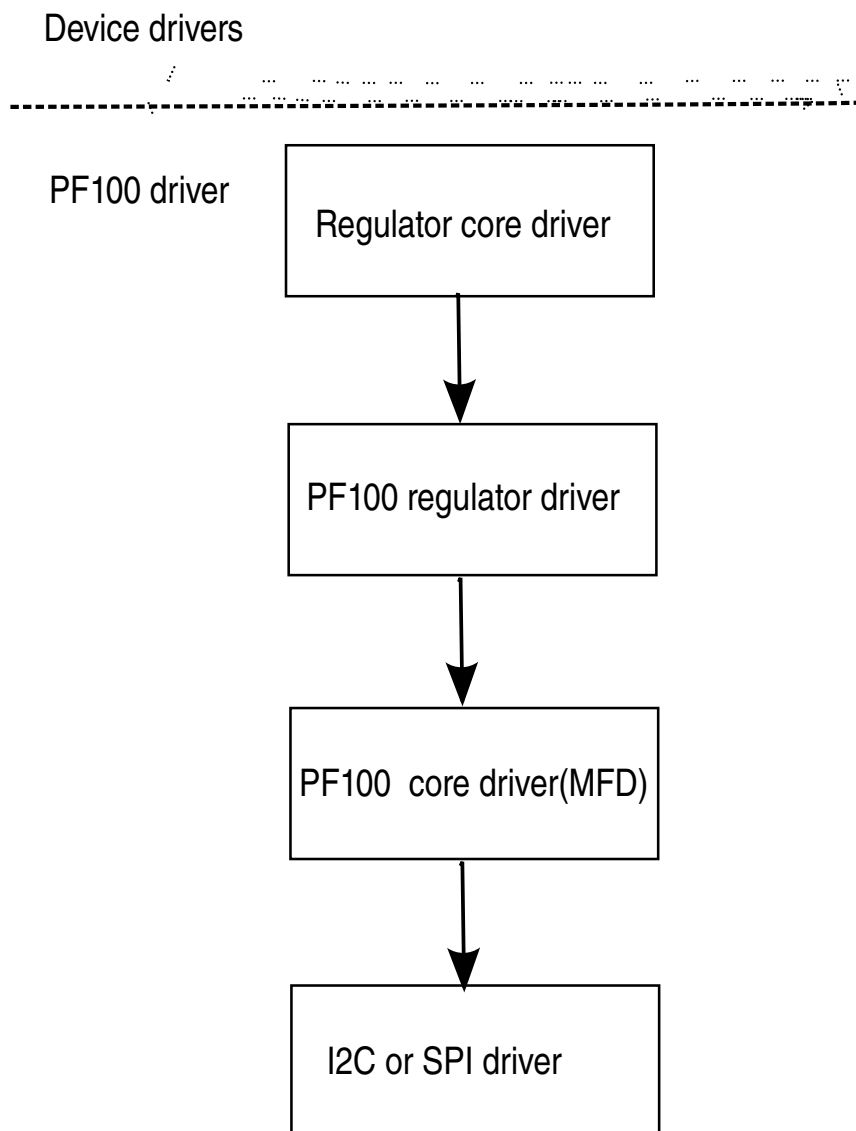 Device drivers
PF100 driver
Regulator core driver
PF100 regulator driver
PF100 core driver(MFD)
I2C or SPI driver